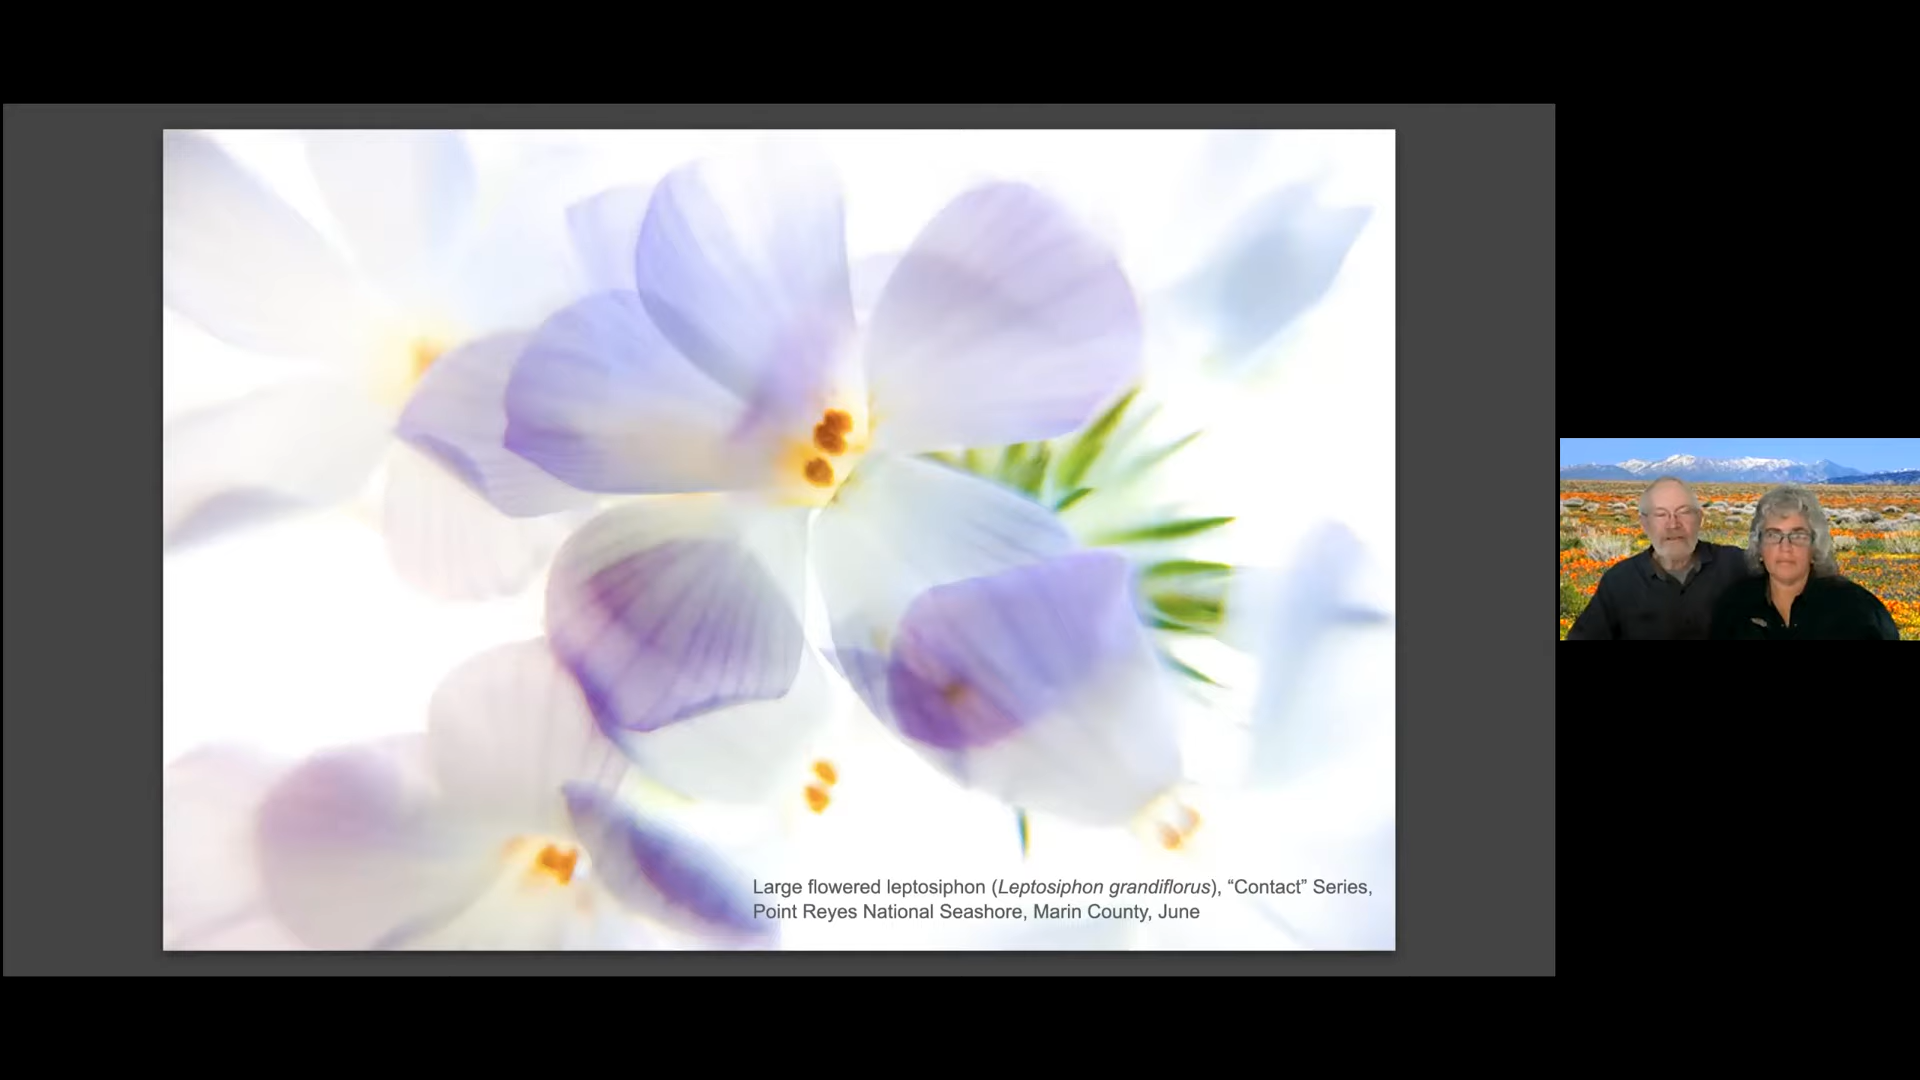 Large flowered leptosiphon (Leptosiphon grandiflorus), “Contact” Series,
Point Reyes National Seashore, Marin County, June